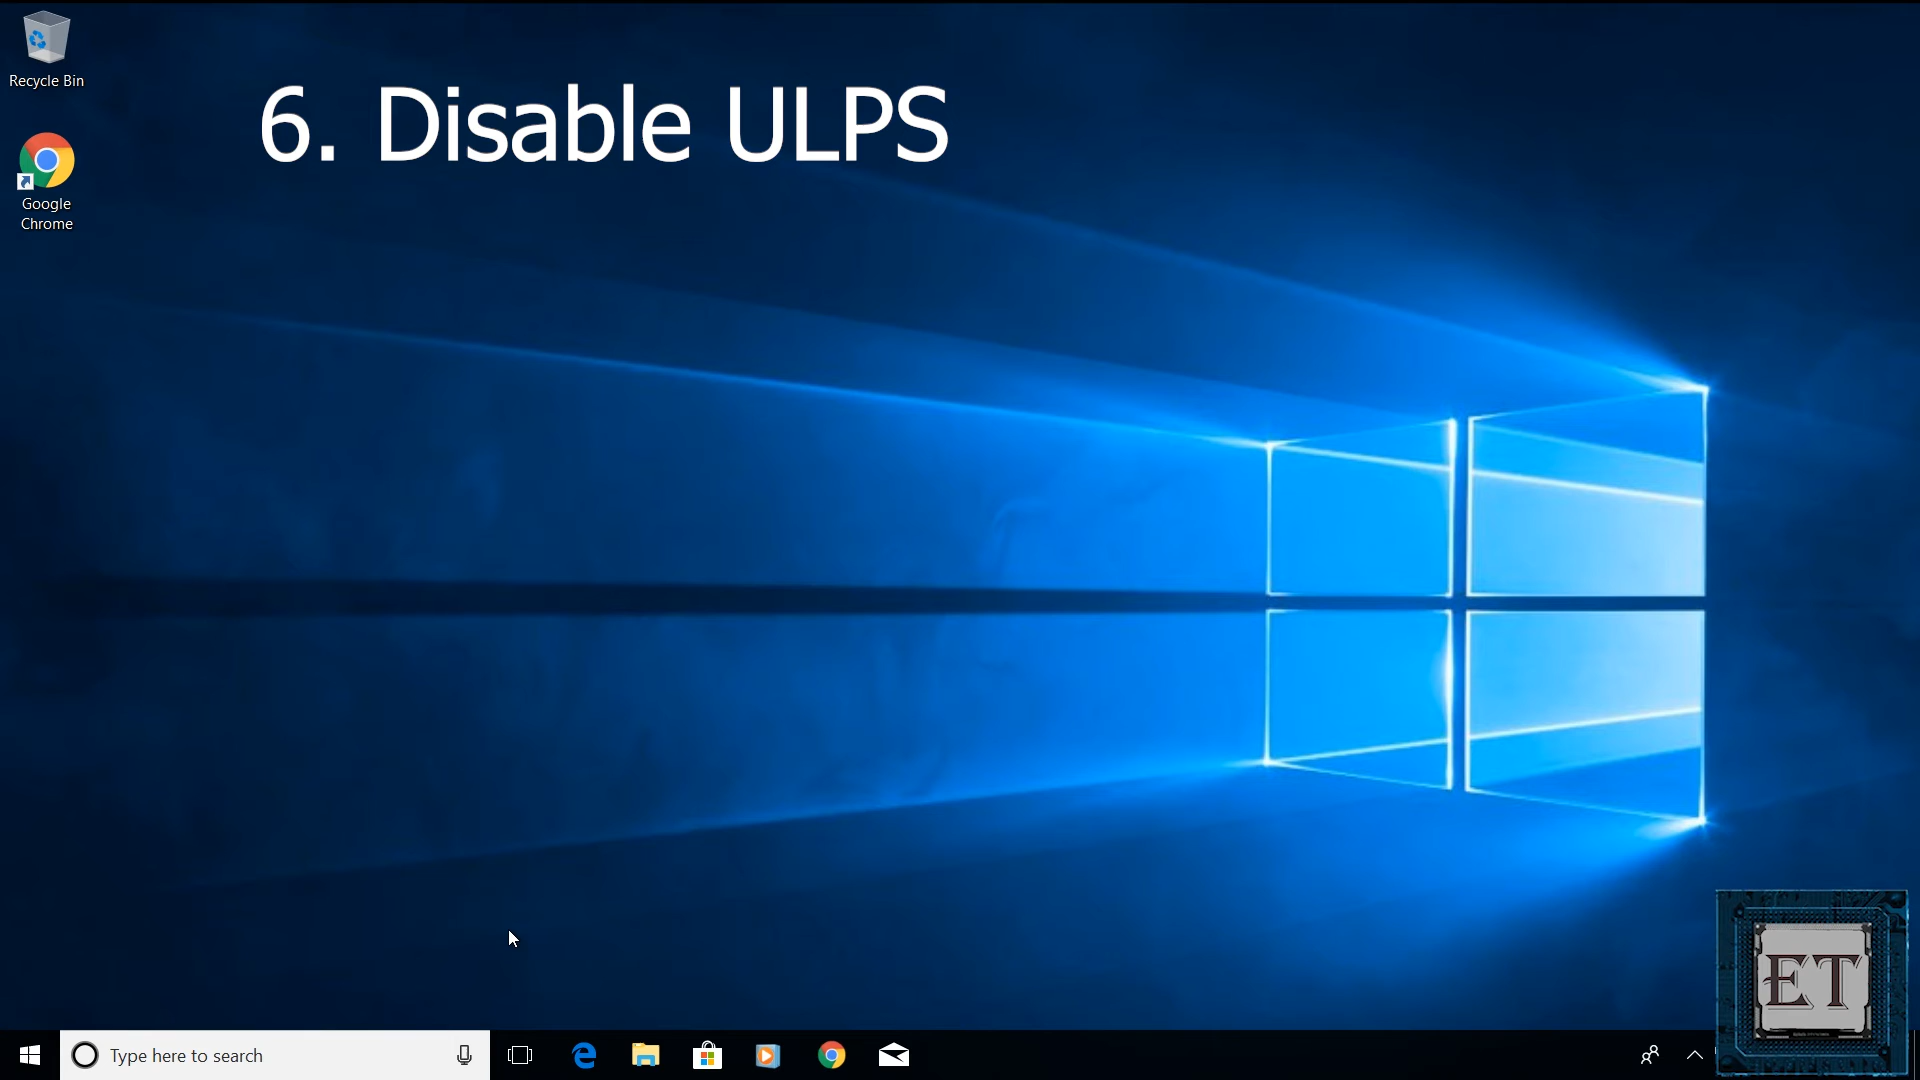 Recycle Bin
6. Disable ULPS
Google
Chrome
ET
Type here to search